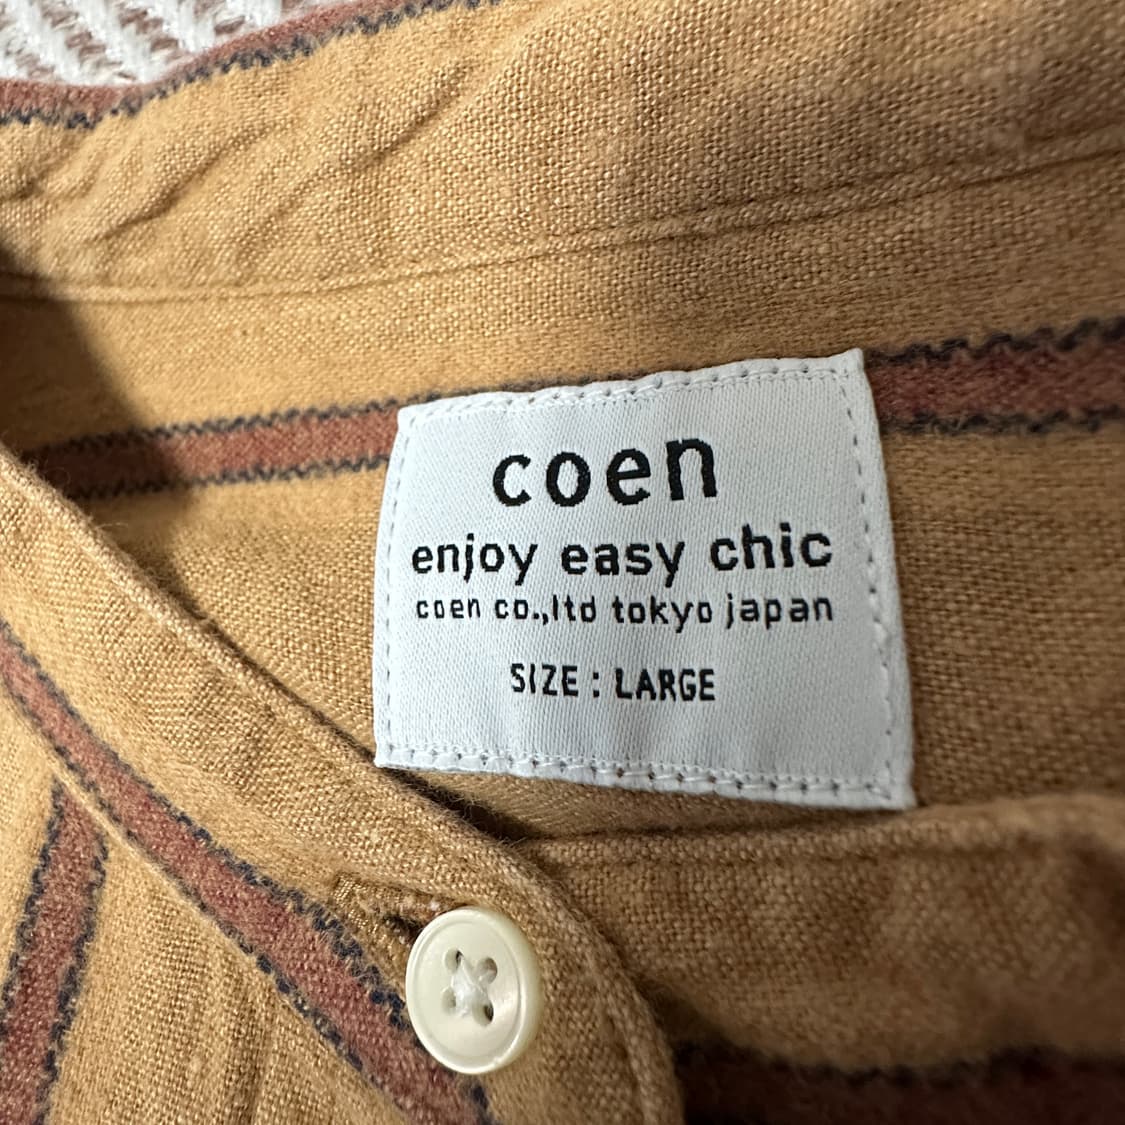 coen
enjoy easy chic
coen co.,ltd tokyo japan
SIZE : LARGE